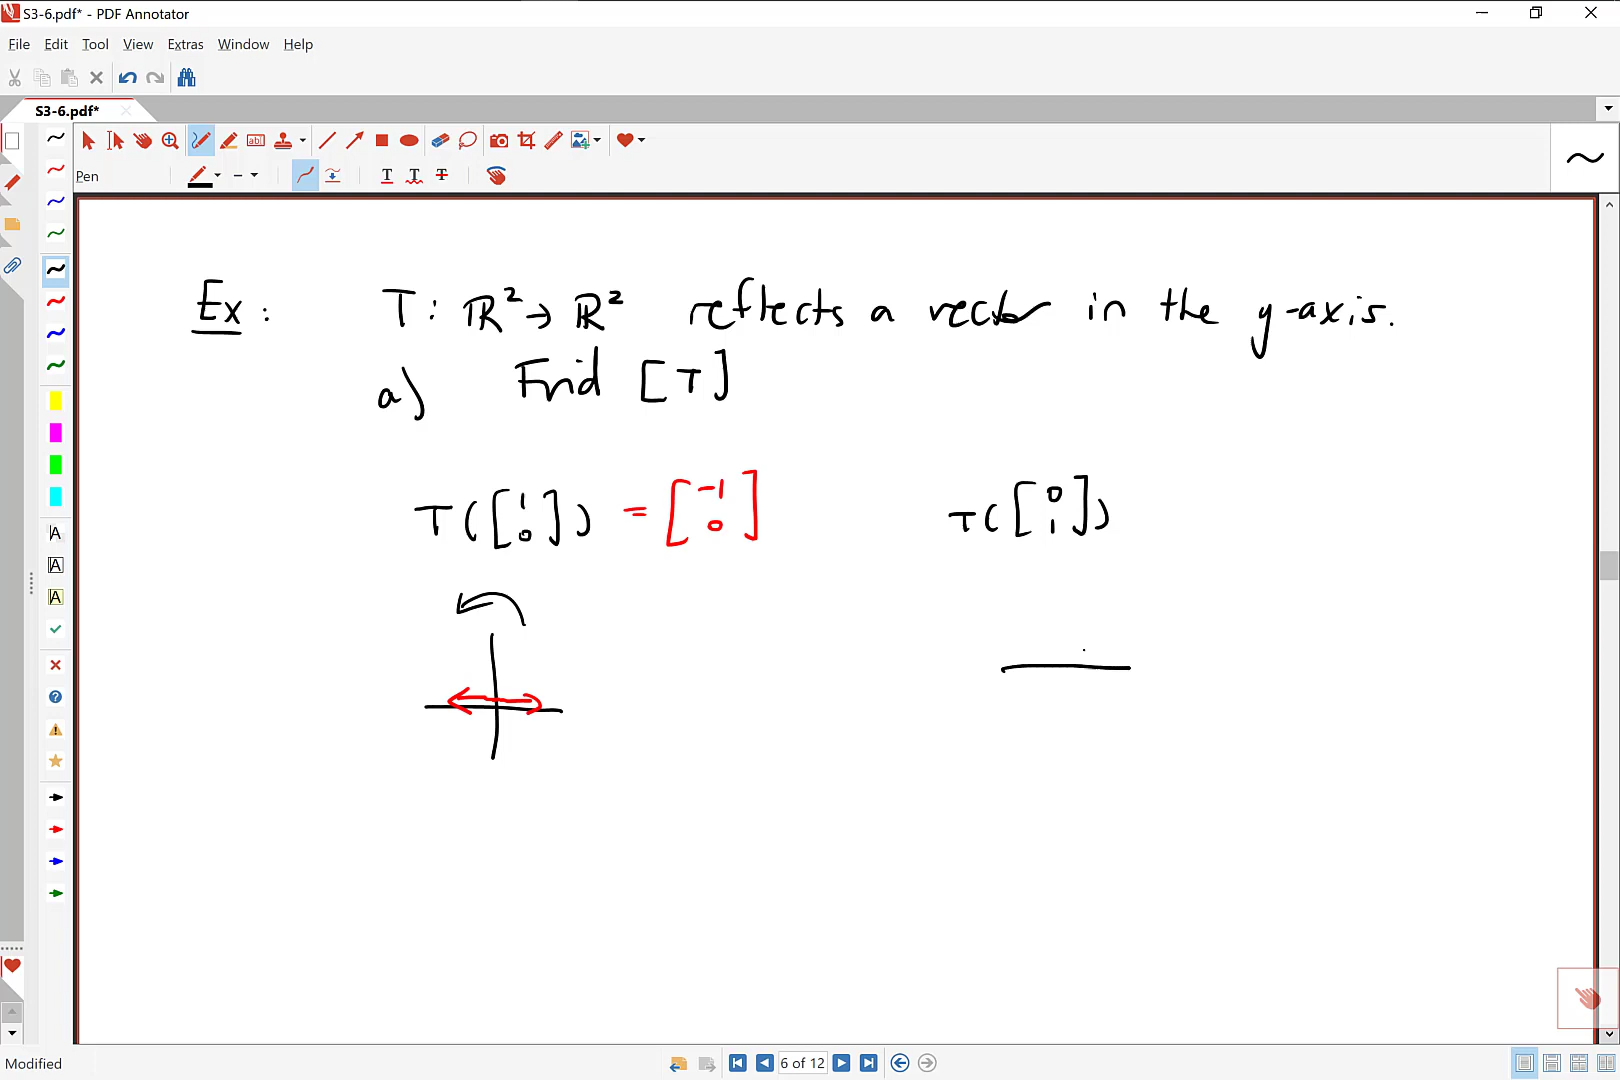 S3-6.pdf* - PDF Annotator
File Edit Tool View Extras Window Help
S3-6.pdf*
Pen
Ex: T: ℝ² → ℝ² reflects a vector in the y-axis.
a) Find [T]
T([1 0]) = [-1 0] T([0 1])
Modified
6 of 12